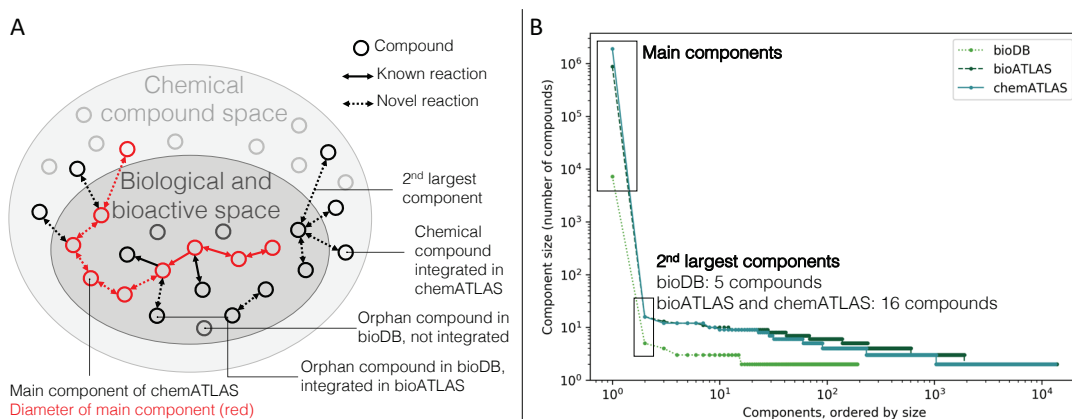 A
Compound
Known reaction
Novel reaction
Chemical
compound space
Biological and
bioactive space
2nd largest
component
Chemical
compound
integrated in
chemATLAS
Orphan compound in
bioDB, not integrated
Orphan compound in bioDB,
integrated in bioATLAS
Main component of chemATLAS
Diameter of main component (red)
B
Main components
bioDB
bioATLAS
chemATLAS
2nd largest components
bioDB: 5 compounds
bioATLAS and chemATLAS: 16 compounds
Component size (number of compounds)
10^6
10^5
10^4
10^3
10^2
10^1
10^0
10^0
10^1
10^2
10^3
10^4
Components, ordered by size